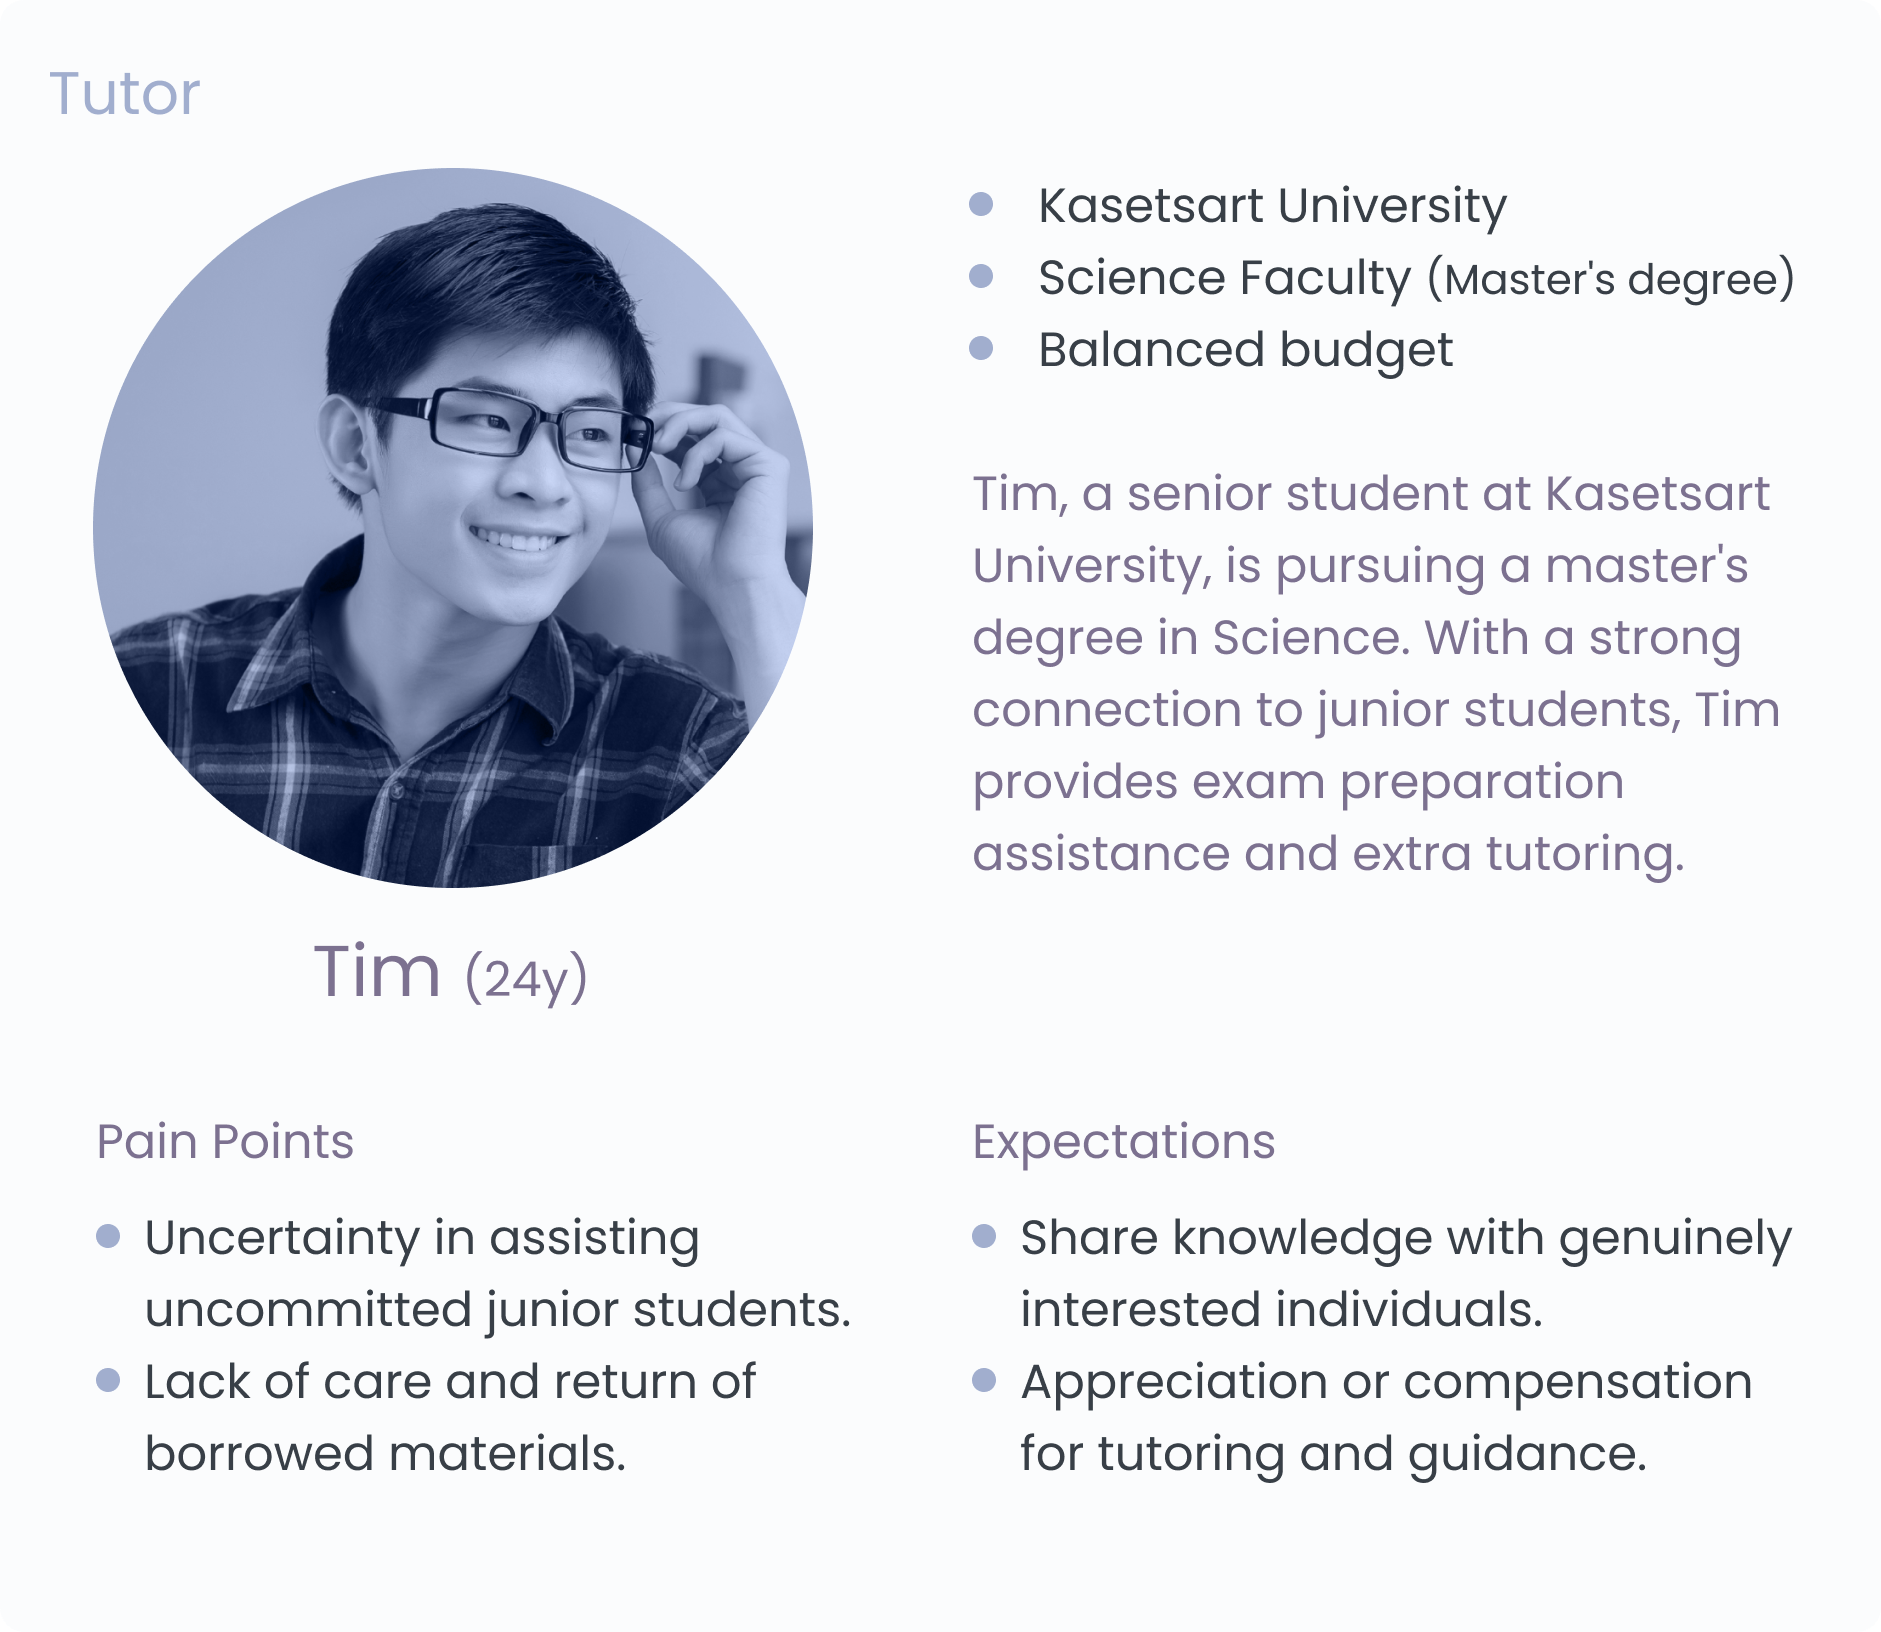 Tutor
Kasetsart University
Science Faculty (Master's degree)
Balanced budget
Tim, a senior student at Kasetsart
University, is pursuing a master's
degree in Science. With a strong
connection to junior students, Tim
provides exam preparation
assistance and extra tutoring.
Tim (24y)
Pain Points
Uncertainty in assisting
uncommitted junior students.
Lack of care and return of
borrowed materials.
Expectations
Share knowledge with genuinely
interested individuals.
Appreciation or compensation
for tutoring and guidance.